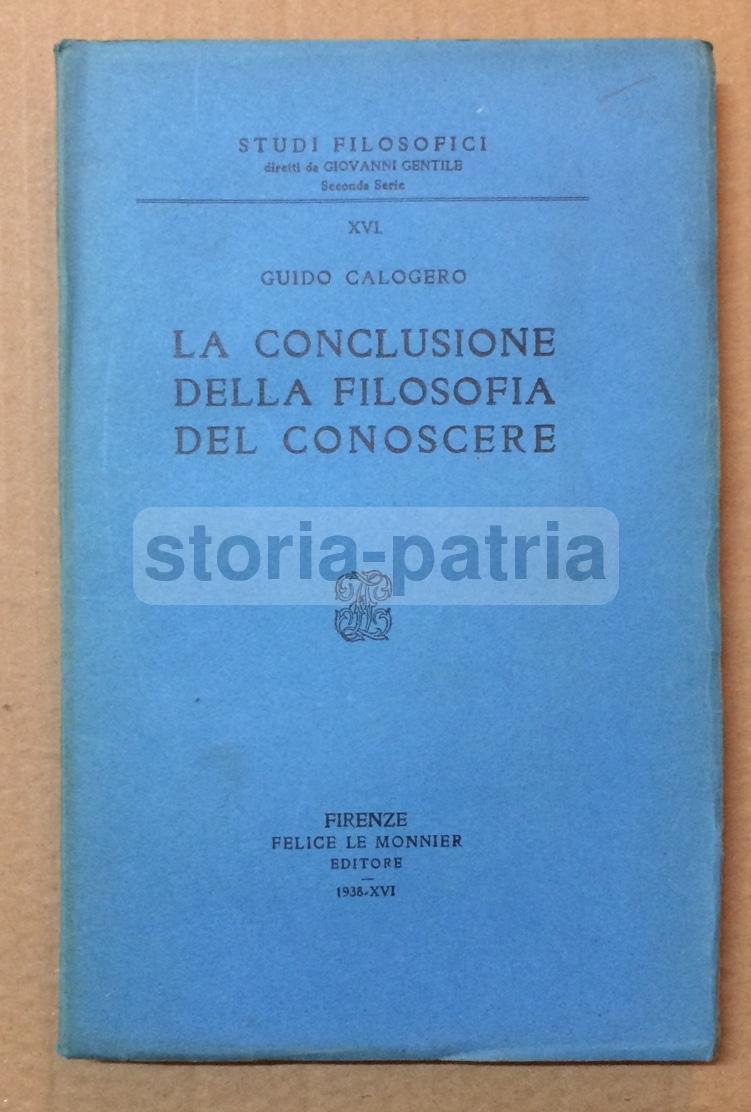 STUDI FILOSOFICI
diretti da GIOVANNI GENTILE
Seconda Serie
XVI.
GUIDO CALOGERO
LA CONCLUSIONE
DELLA FILOSOFIA
DEL CONOSCERE
storia-patria
FIRENZE
FELICE LE MONNIER
EDITORE
1938-XVI